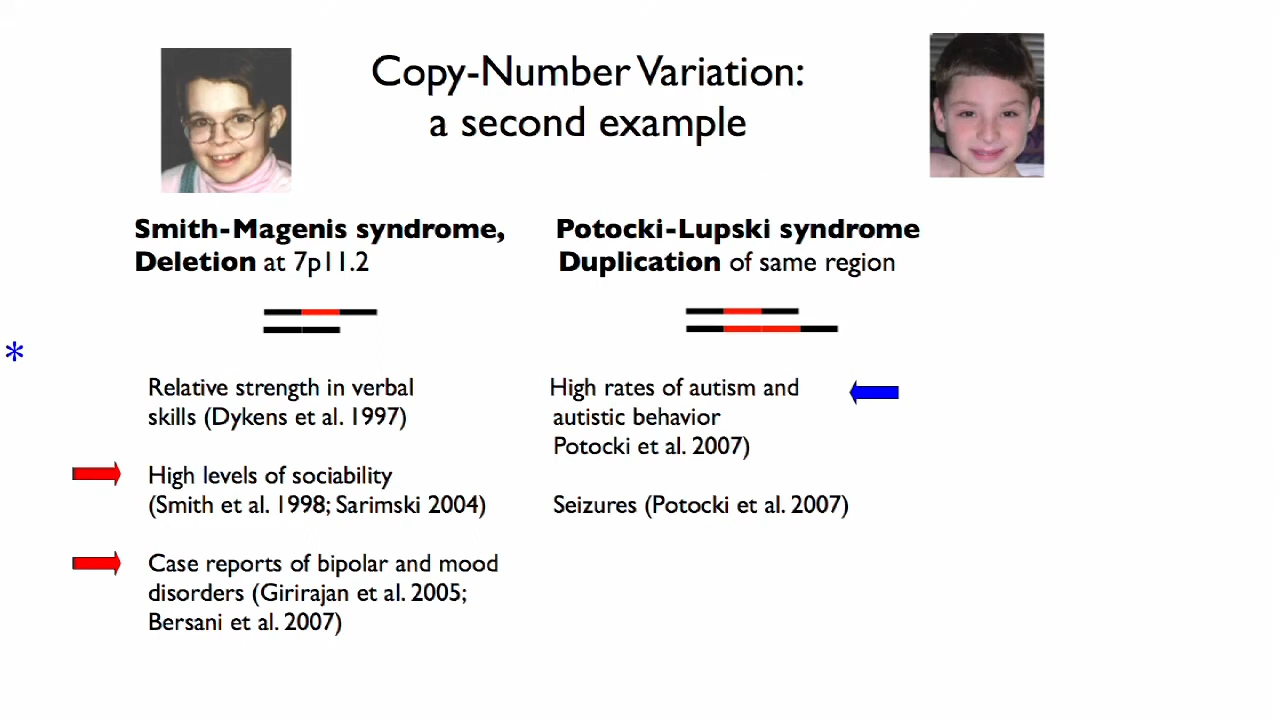 Copy-Number Variation:
a second example
Smith-Magenis syndrome,
Deletion at 7p11.2
Relative strength in verbal
skills (Dykens et al. 1997)
High levels of sociability
(Smith et al. 1998; Sarimski 2004)
Case reports of bipolar and mood
disorders (Girirajan et al. 2005;
Bersani et al. 2007)
Potocki-Lupski syndrome
Duplication of same region
High rates of autism and
autistic behavior
Potocki et al. 2007)
Seizures (Potocki et al. 2007)
*